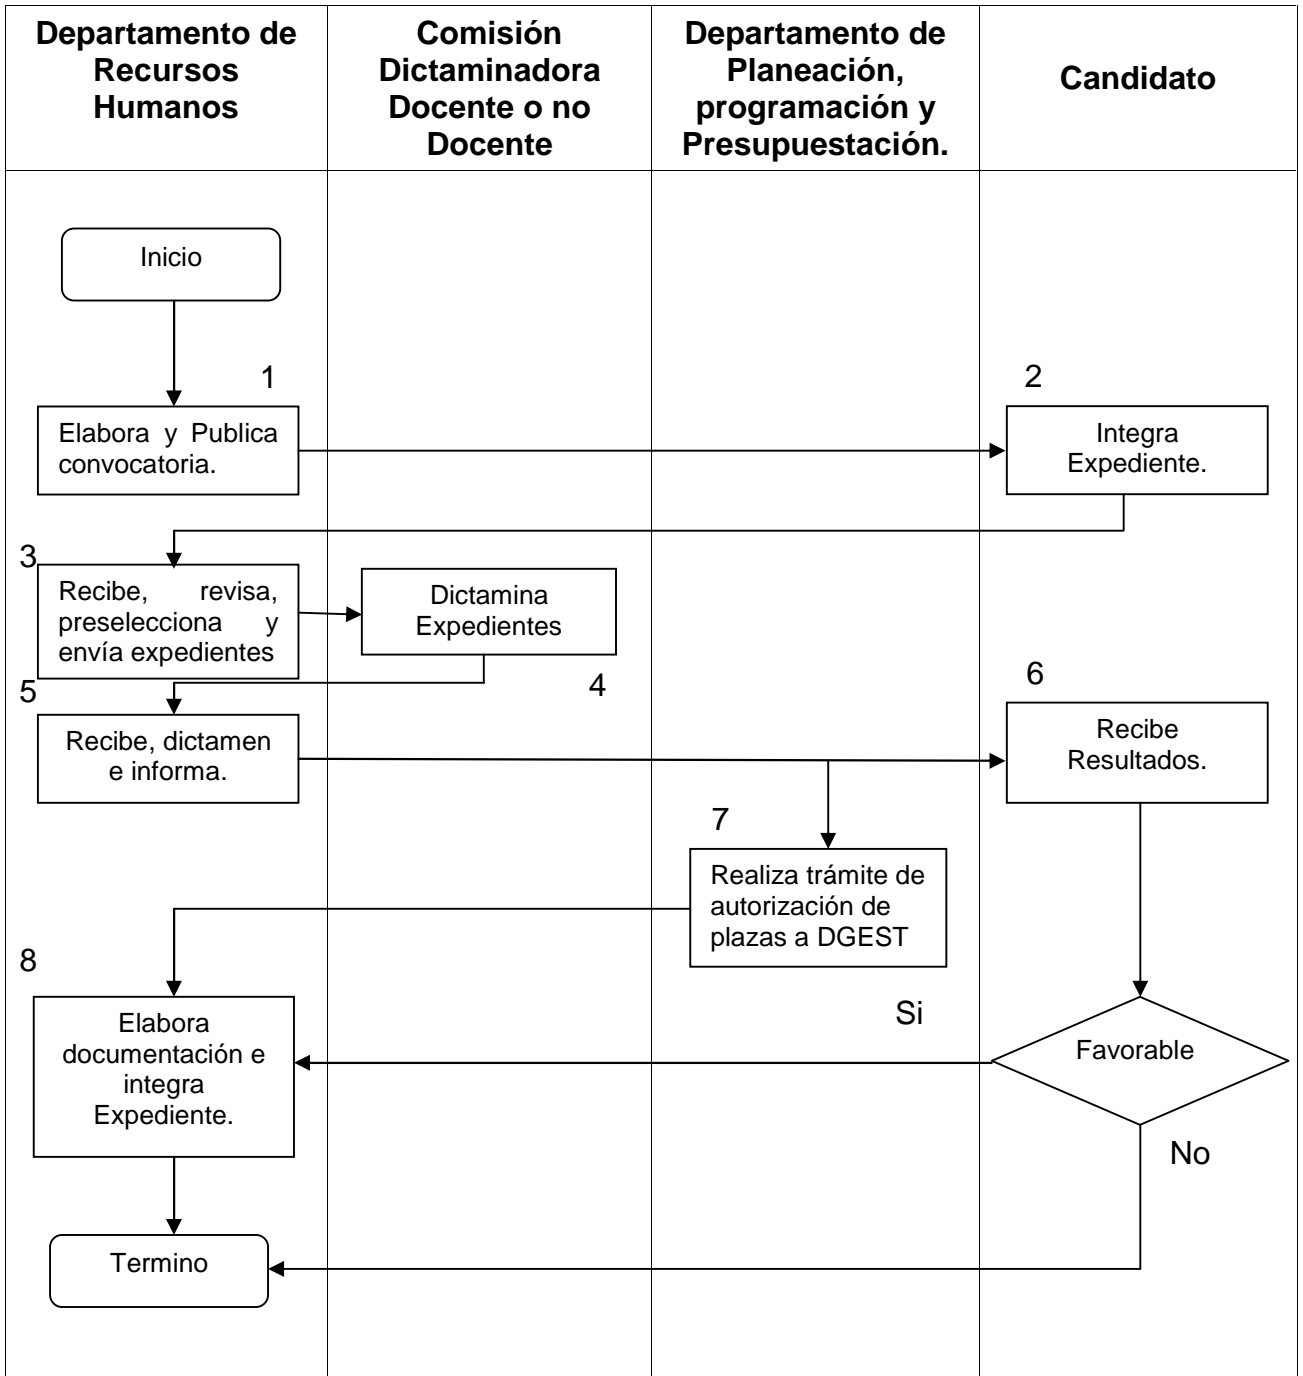 Departamento de
Recursos
Humanos
Comisión
Dictaminadora
Docente o no
Docente
Departamento de
Planeación,
programación y
Presupuestación.
Candidato
Inicio
1
Elabora y Publica
convocatoria.
2
Integra
Expediente.
3
Recibe, revisa,
preselecciona y
envía expedientes
Dictamina
Expedientes
4
5
Recibe, dictamen
e informa.
6
Recibe
Resultados.
7
Realiza trámite de
autorización de
plazas a DGEST
8
Elabora
documentación e
integra
Expediente.
Si
Favorable
No
Termino